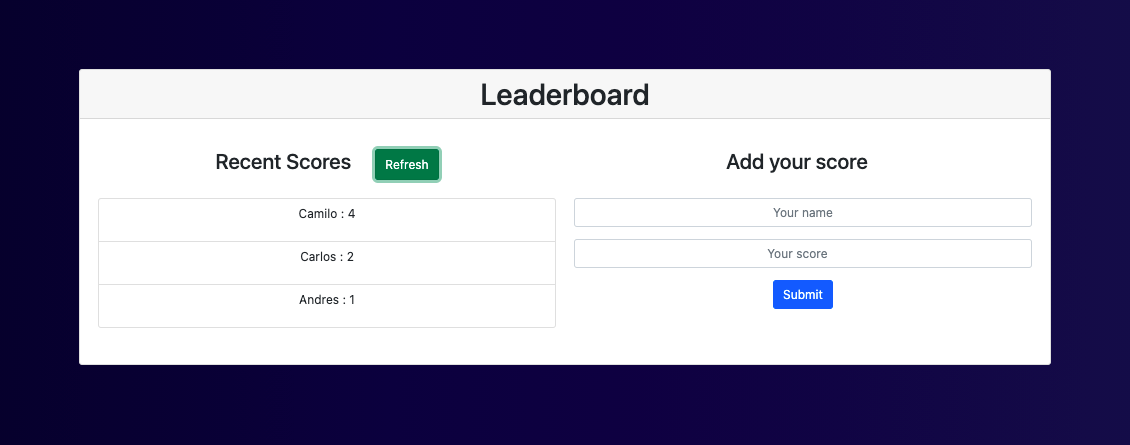 Leaderboard
Recent Scores
Refresh
Camilo : 4
Carlos : 2
Andres : 1
Add your score
Your name
Your score
Submit